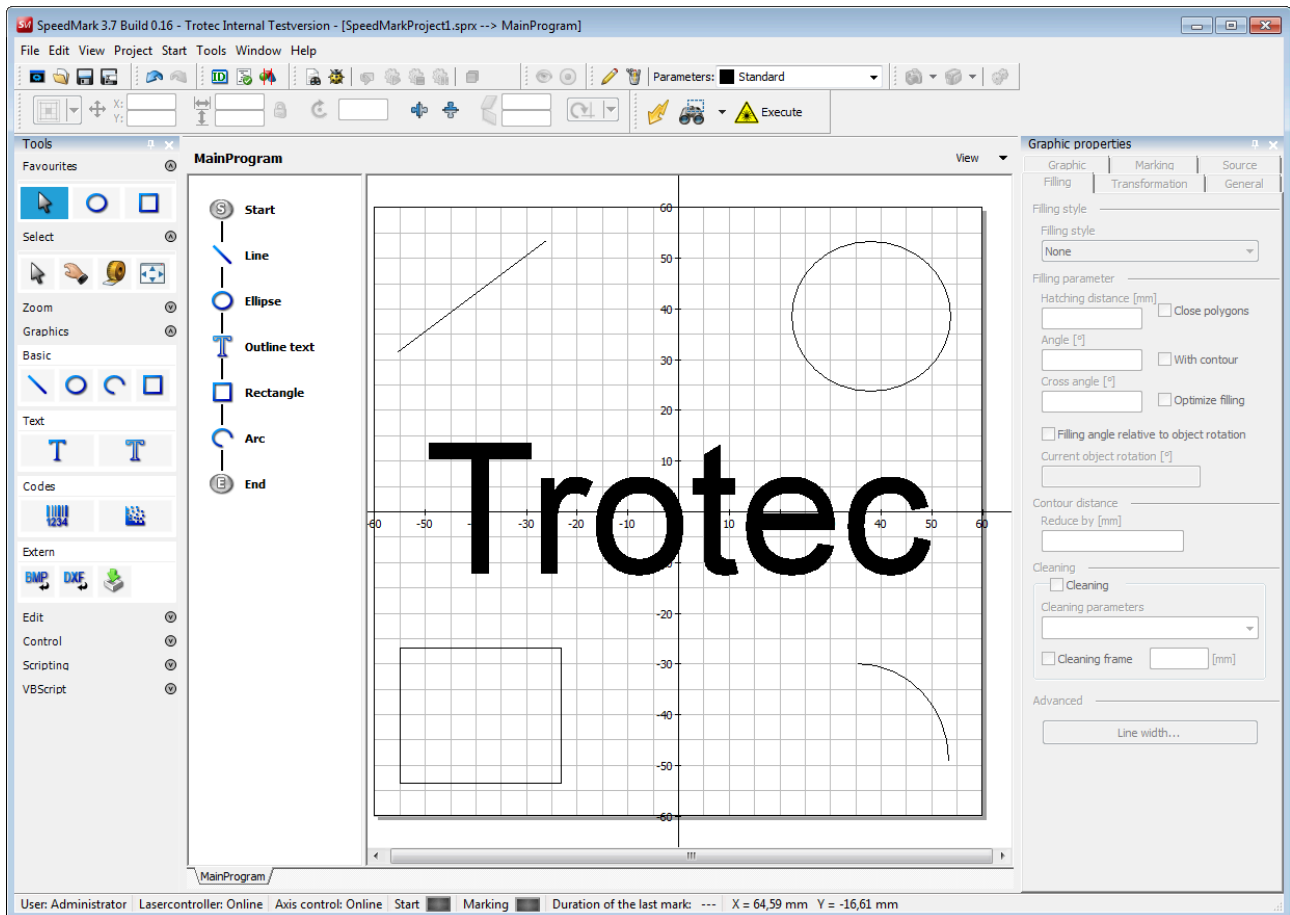 SpeedMark 3.7 Build 0.16 - Trotec Internal Testversion - [SpeedMarkProject1.sprx --> MainProgram]
File Edit View Project Start Tools Window Help
ID Parameters: Standard
X:
Y:
Execute
Tools
Favourites
Select
Zoom
Graphics
Basic
Text
T T
Codes
1234
Extern
BMP DXF
Edit
Control
Scripting
VBScript
MainProgram View
S Start
Line
Ellipse
T Outline text
Rectangle
Arc
E End
60
50
40
30
20
10
-60 -50 -30 -20 -10 10 30 40 50 60
Trotec
-20
-30
-40
-50
-60
MainProgram
Graphic properties
Graphic Marking Source
Filling Transformation General
Filling style
Filling style
None
Filling parameter
Hatching distance [mm]
Close polygons
Angle [°]
With contour
Cross angle [°]
Optimize filling
Filling angle relative to object rotation
Current object rotation [°]
Contour distance
Reduce by [mm]
Cleaning
Cleaning
Cleaning parameters
Cleaning frame [mm]
Advanced
Line width...
User: Administrator Lasercontroller: Online Axis control: Online Start Marking Duration of the last mark: --- X = 64,59 mm Y = -16,61 mm